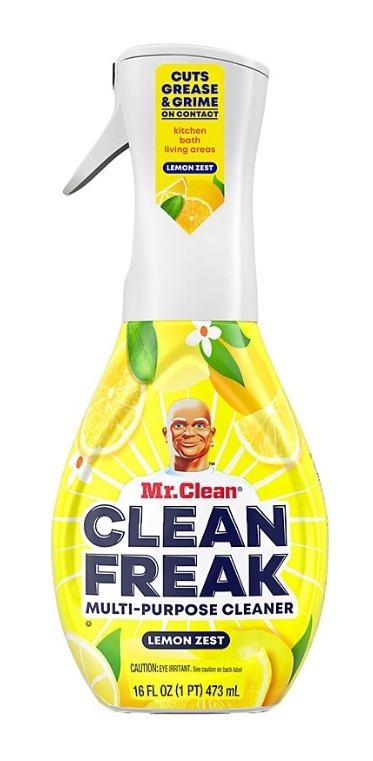 CUTS
GREASE
& GRIME
ON CONTACT
kitchen
bath
living areas
LEMON ZEST
Mr. Clean®
CLEAN
FREAK
MULTI-PURPOSE CLEANER
LEMON ZEST
CAUTION: EYE IRRITANT. See caution on back label
16 FL OZ (1 PT) 473 mL